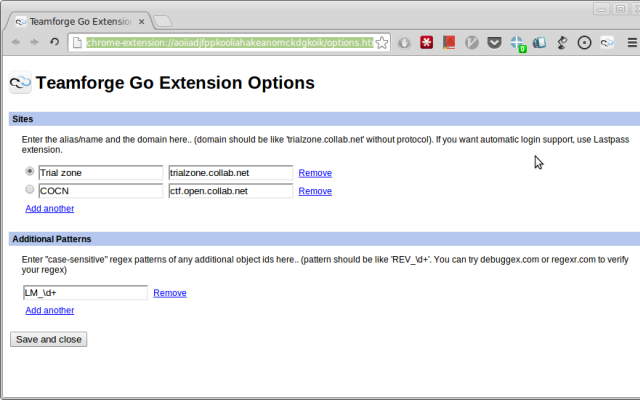 Teamforge Go Extension
chrome-extension://aoiiadjfppkooliahakeanomckdgkoik/options.ht
0
Teamforge Go Extension Options
Sites
Enter the alias/name and the domain here.. (domain should be like 'trialzone.collab.net' without protocol). If you want automatic login support, use Lastpass
extension.
Trial zone trialzone.collab.net Remove
COCN ctf.open.collab.net Remove
Add another
Additional Patterns
Enter "case-sensitive" regex patterns of any additional object ids here.. (pattern should be like 'REV_\d+'. You can try debuggex.com or regexr.com to verify
your regex)
LM_\d+ Remove
Add another
Save and close